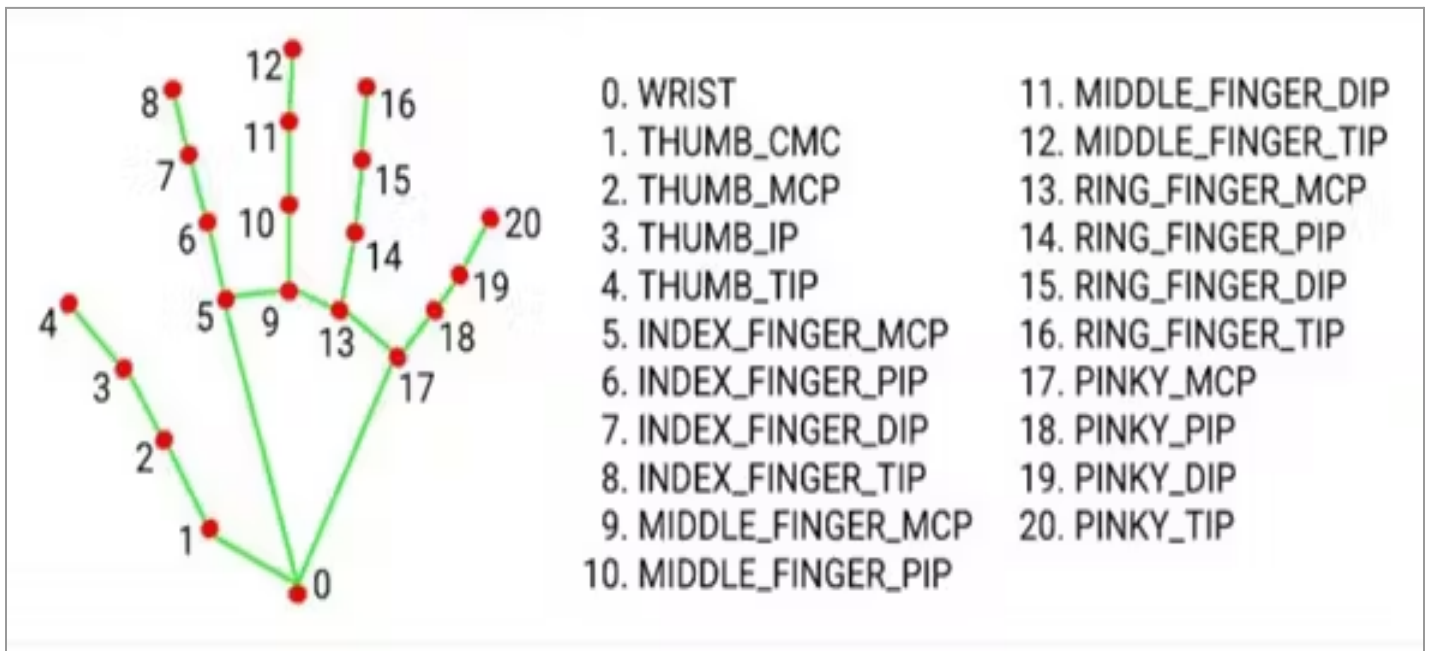 12
8
16
11
7
15
10
6
20
14
19
4
5
9
18
13
3
17
2
1
0
0. WRIST
1. THUMB_CMC
2. THUMB_MCP
3. THUMB_IP
4. THUMB_TIP
5. INDEX_FINGER_MCP
6. INDEX_FINGER_PIP
7. INDEX_FINGER_DIP
8. INDEX_FINGER_TIP
9. MIDDLE_FINGER_MCP
10. MIDDLE_FINGER_PIP
11. MIDDLE_FINGER_DIP
12. MIDDLE_FINGER_TIP
13. RING_FINGER_MCP
14. RING_FINGER_PIP
15. RING_FINGER_DIP
16. RING_FINGER_TIP
17. PINKY_MCP
18. PINKY_PIP
19. PINKY_DIP
20. PINKY_TIP